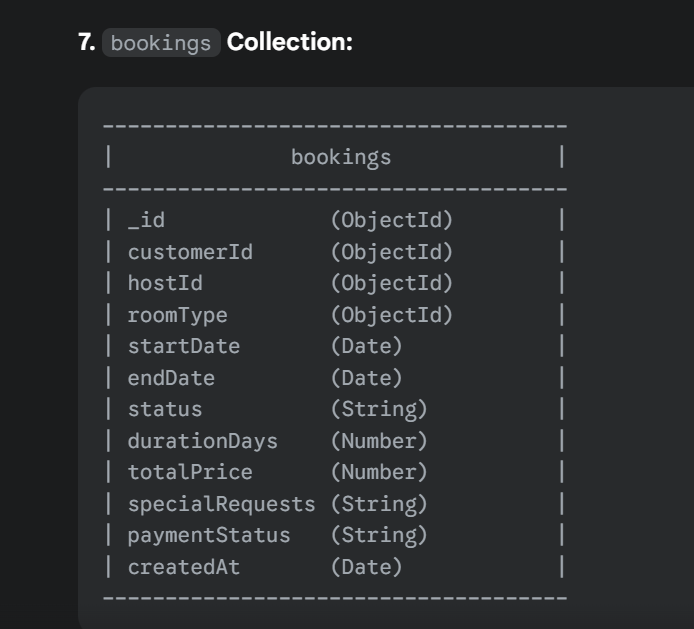 7. bookings Collection:
-------------------------------------
| bookings |
-------------------------------------
| _id (ObjectId) |
| customerId (ObjectId) |
| hostId (ObjectId) |
| roomType (ObjectId) |
| startDate (Date) |
| endDate (Date) |
| status (String) |
| durationDays (Number) |
| totalPrice (Number) |
| specialRequests (String) |
| paymentStatus (String) |
| createdAt (Date) |
-------------------------------------